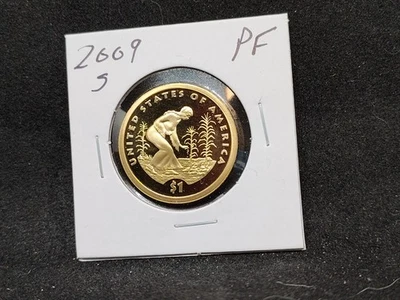 2009 PF
S
UNITED STATES OF AMERICA
$1